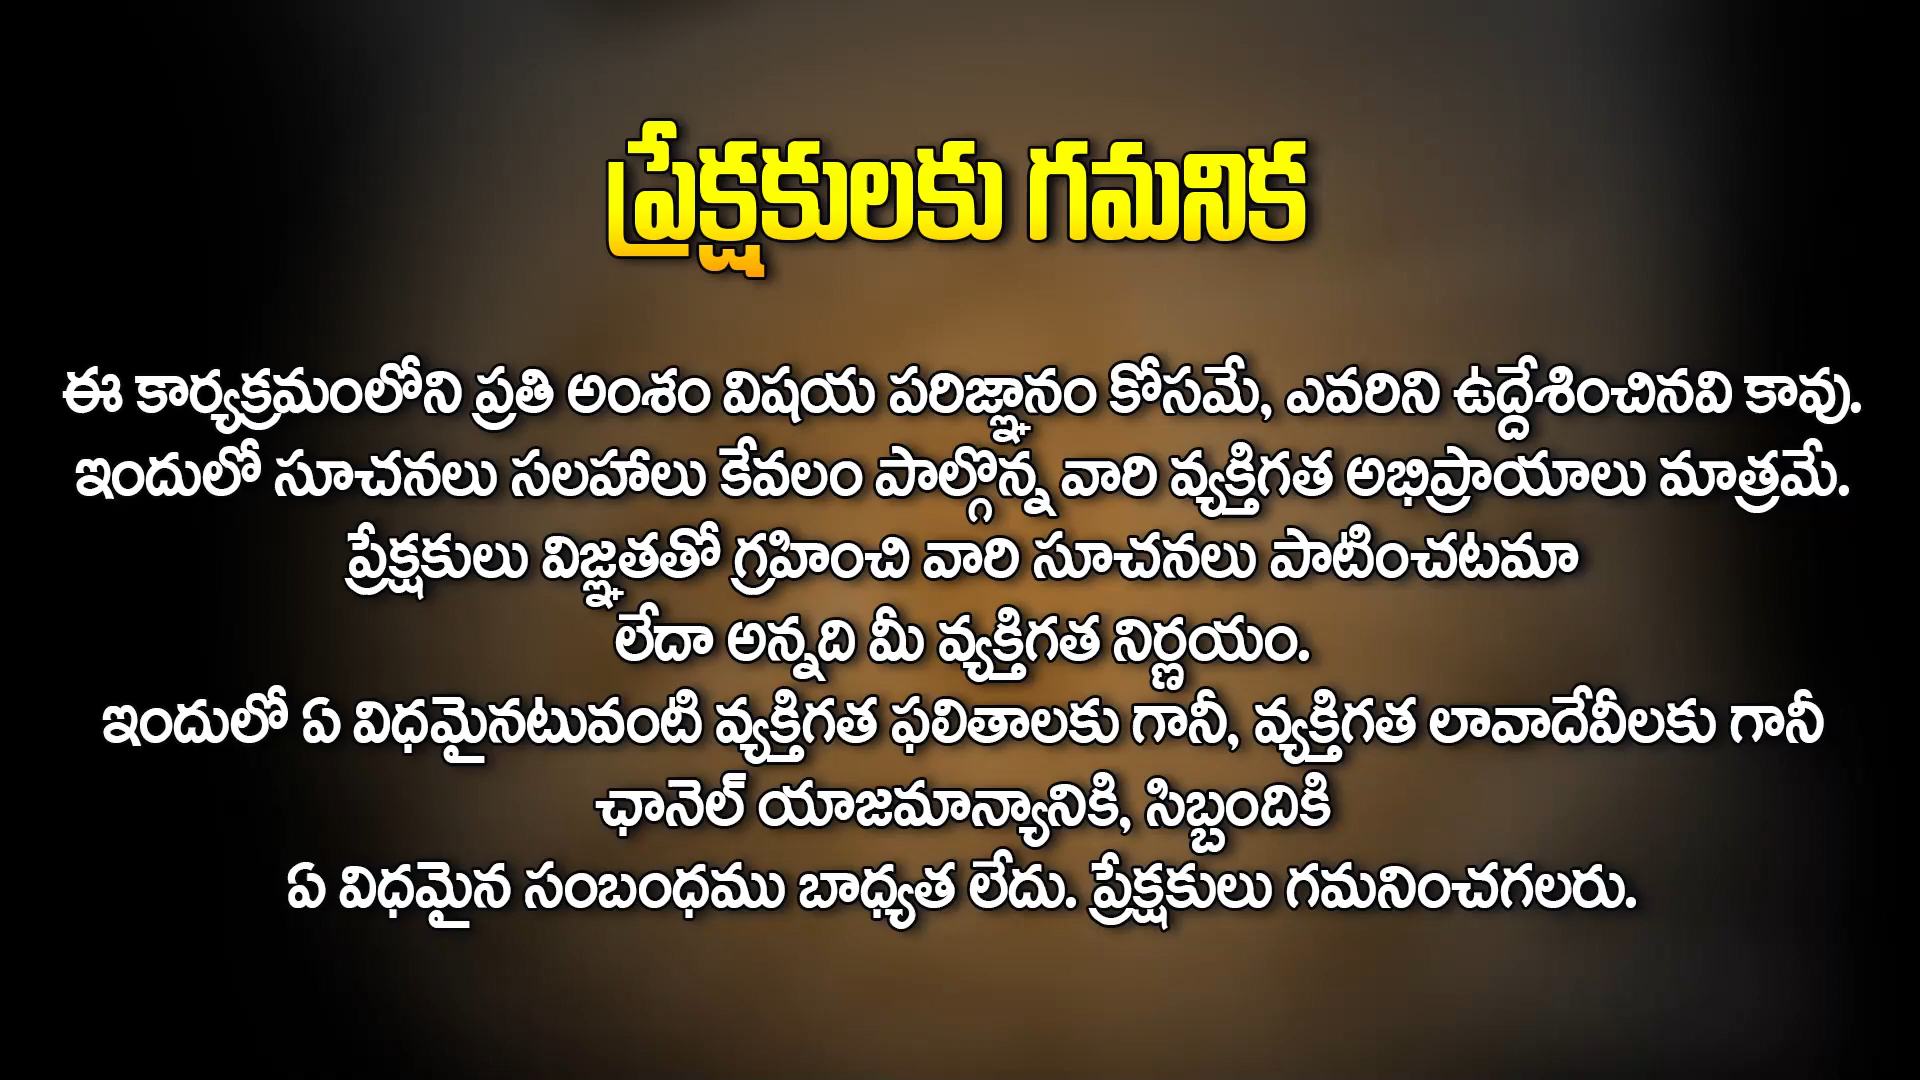 ప్రేక్షకులకు గమనిక
ఈ కార్యక్రమంలోని ప్రతి అంశం విషయ పరిజ్ఞానం కోసమే, ఎవరిని ఉద్దేశించినవి కావు.
ఇందులో సూచనలు సలహాలు కేవలం పాల్గొన్న వారి వ్యక్తిగత అభిప్రాయాలు మాత్రమే.
ప్రేక్షకులు విజ్ఞతతో గ్రహించి వారి సూచనలు పాటించటమా
లేదా అన్నది మీ వ్యక్తిగత నిర్ణయం.
ఇందులో ఏ విధమైనటువంటి వ్యక్తిగత ఫలితాలకు గానీ, వ్యక్తిగత లావాదేవీలకు గానీ
ఛానెల్ యాజమాన్యానికి, సిబ్బందికి
ఏ విధమైన సంబంధము బాధ్యత లేదు. ప్రేక్షకులు గమనించగలరు.